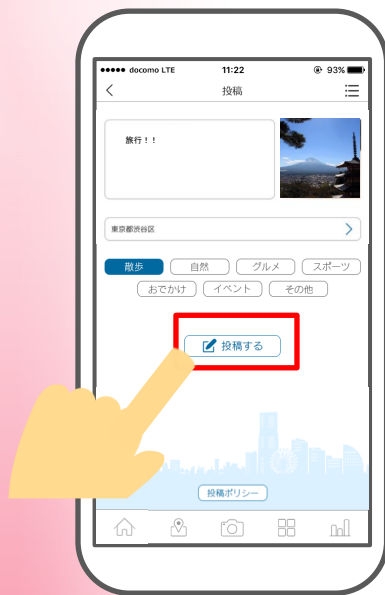 docomo LTE 11:22 93%
投稿
旅行！！
東京都渋谷区
散歩 自然 グルメ スポーツ
おでかけ イベント その他
投稿する
投稿ポリシー